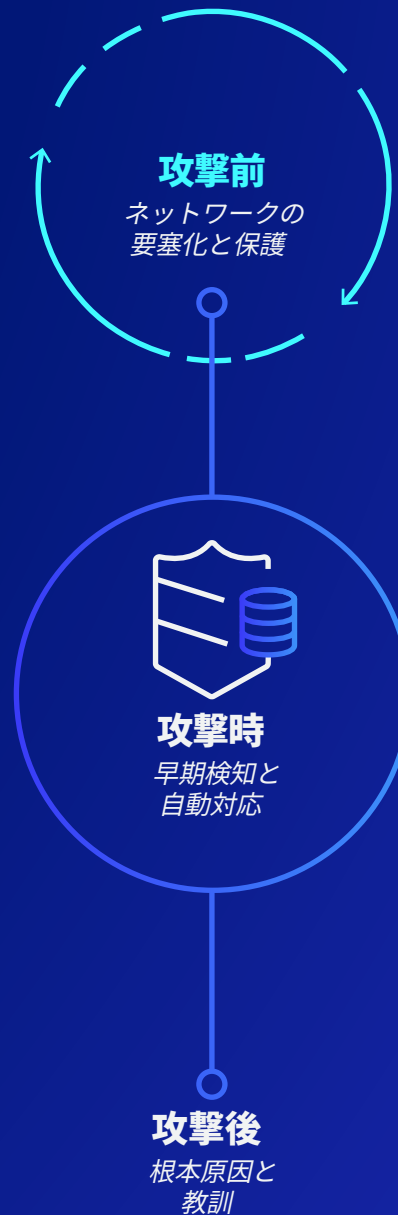 攻撃前
ネットワークの
要塞化と保護
攻撃時
早期検知と
自動対応
攻撃後
根本原因と
教訓